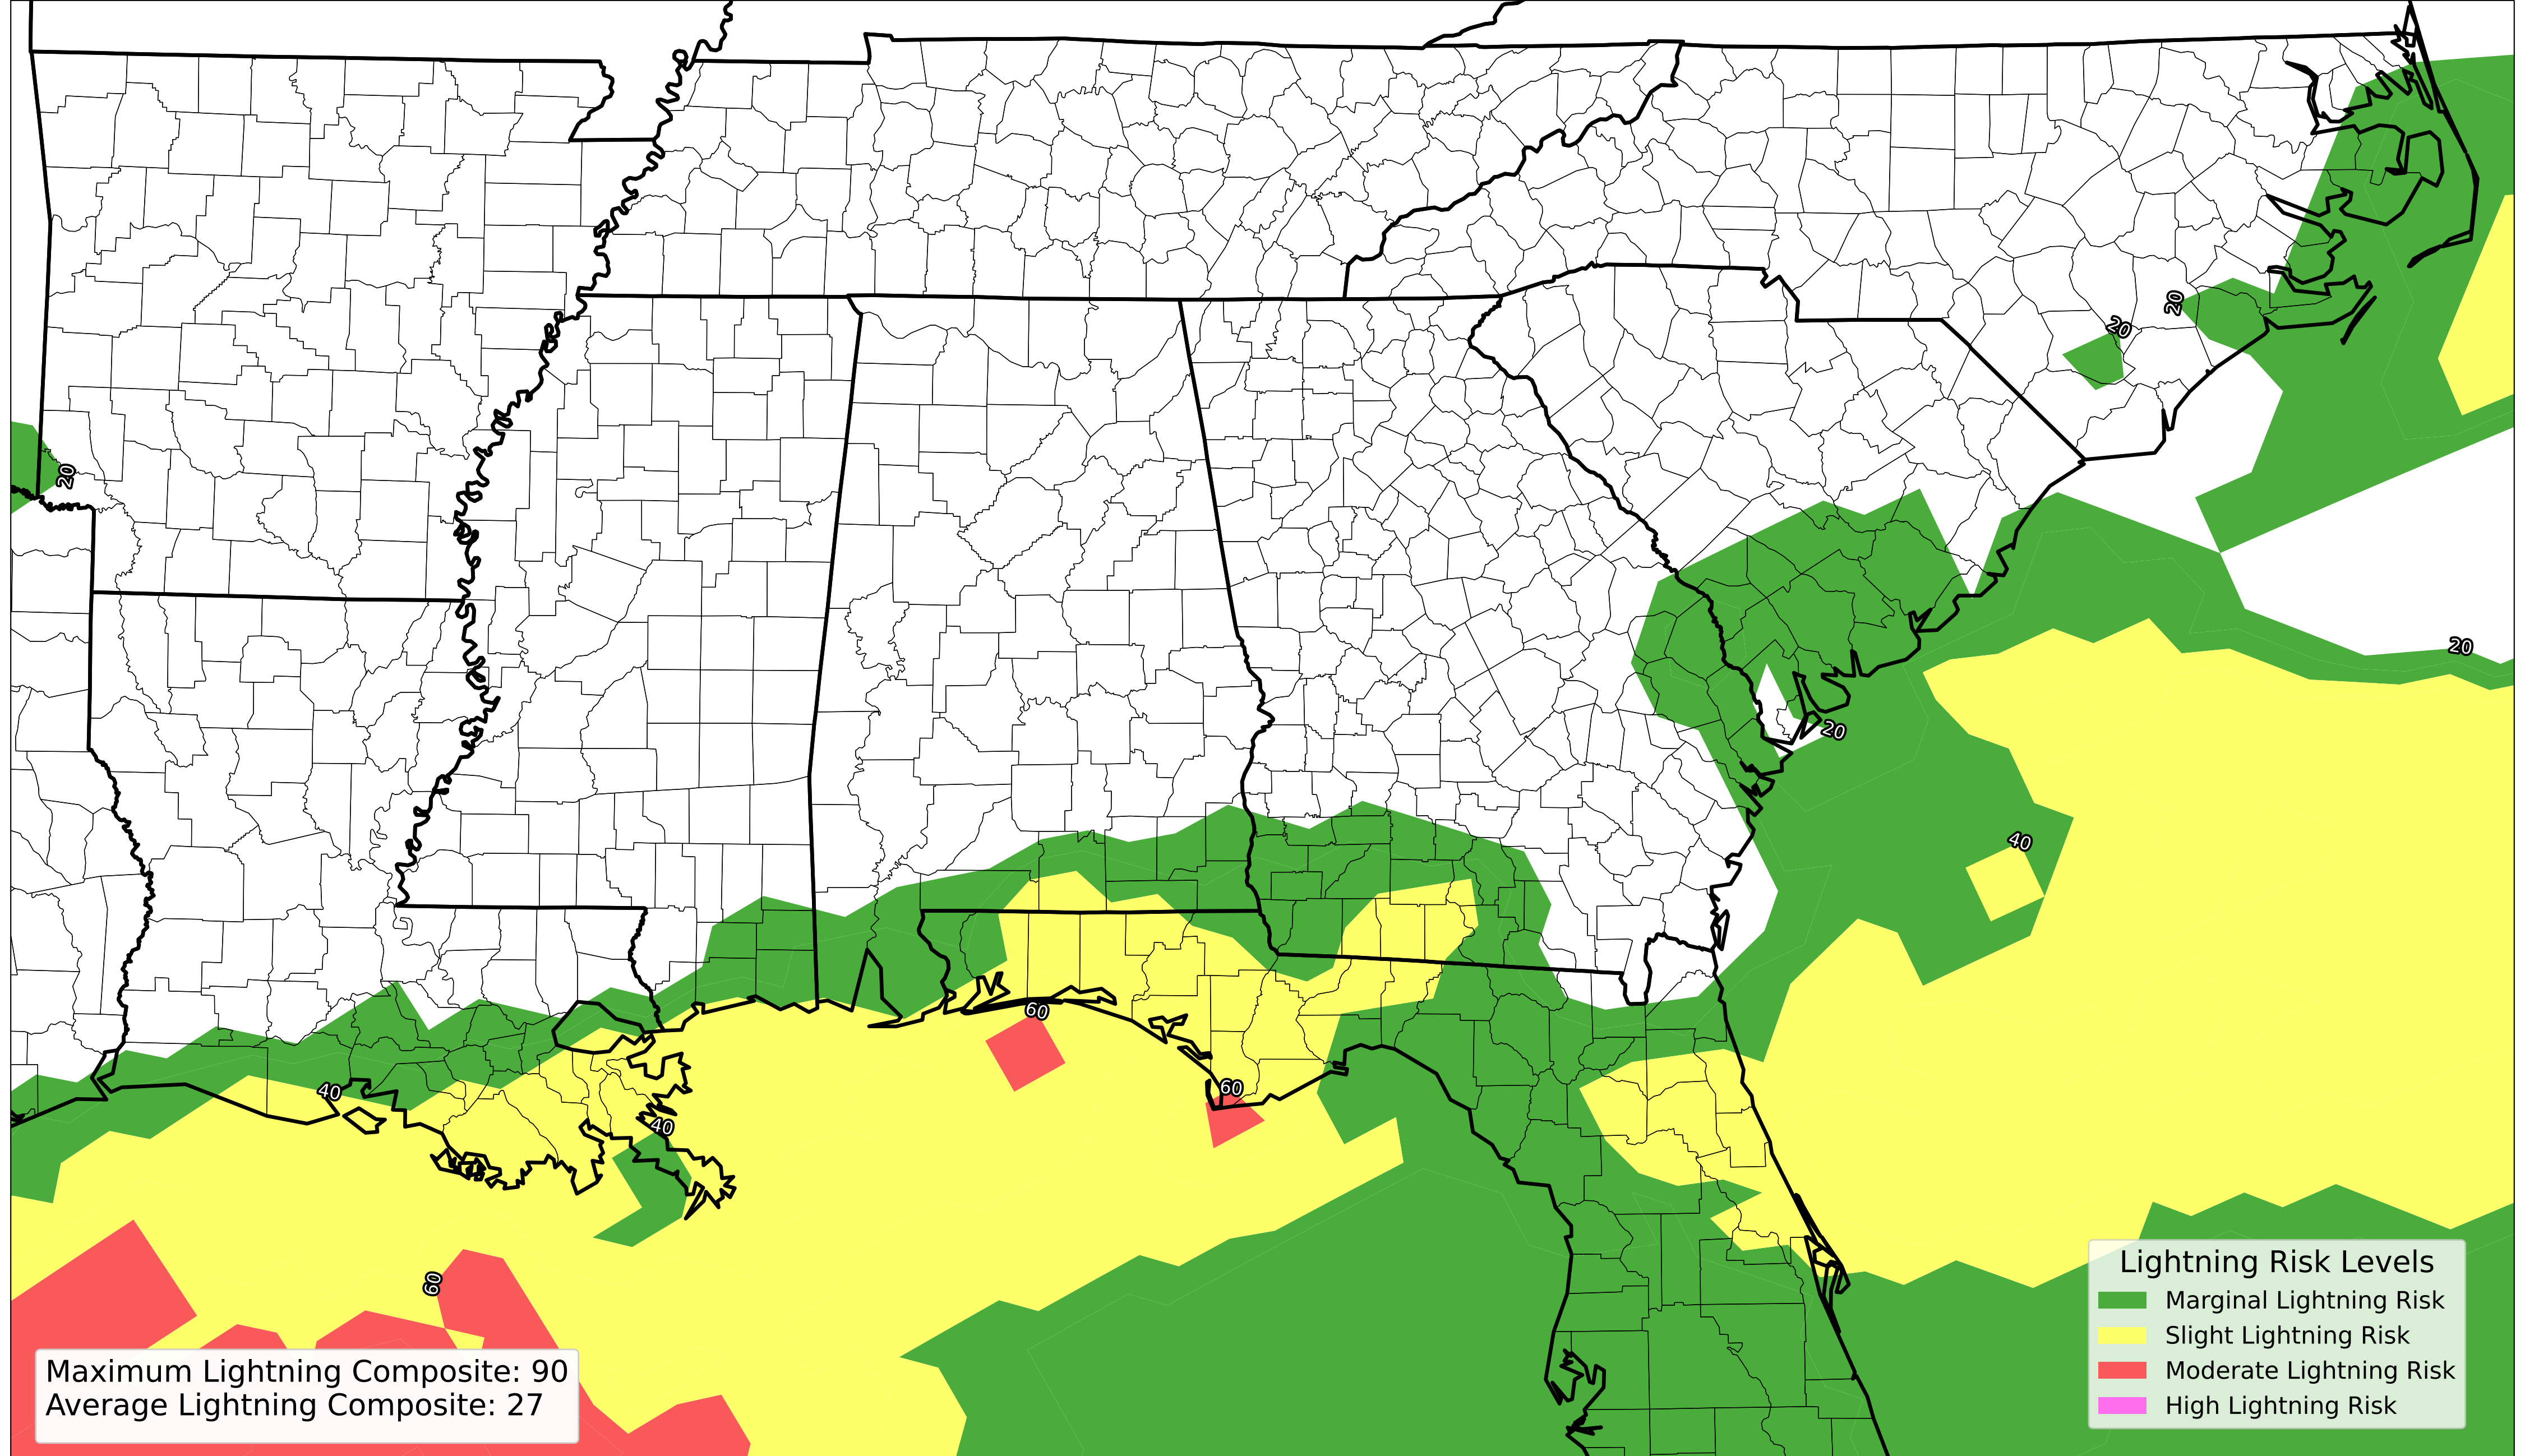 20
20
20
20
20
40
60
60
40
40
60
Lightning Risk Levels
Marginal Lightning Risk
Slight Lightning Risk
Moderate Lightning Risk
High Lightning Risk
Maximum Lightning Composite: 90
Average Lightning Composite: 27